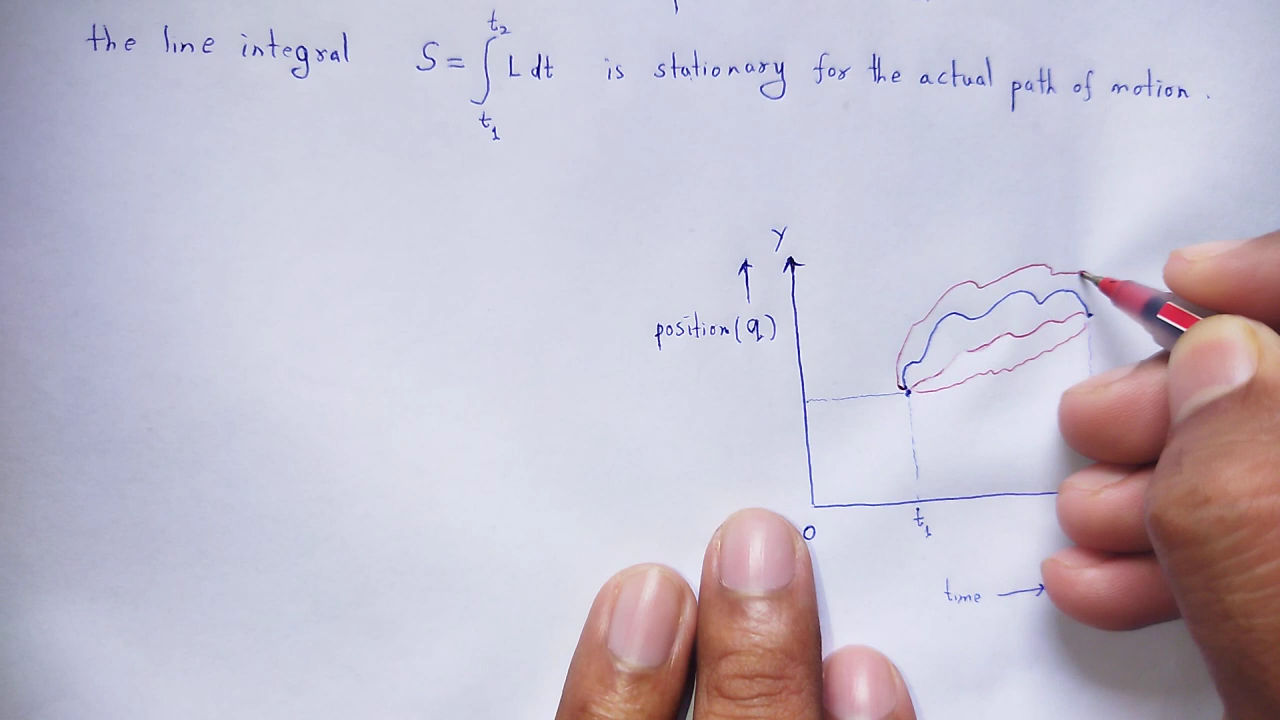 the line integral S = ∫_{t₁}^{t₂} L dt is stationary for the actual path of motion.
Y
position (q)
0
t₁
time